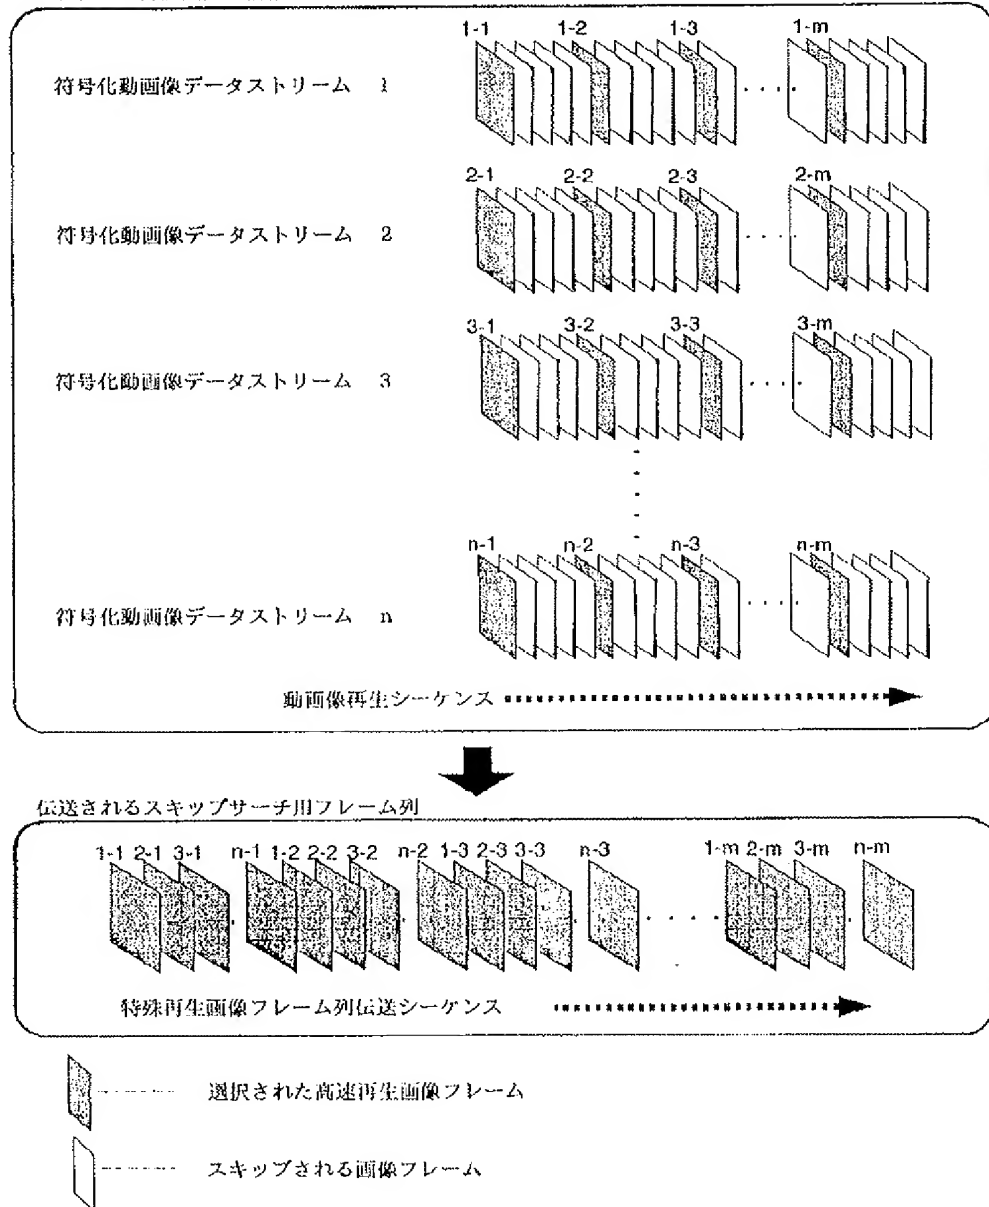 1-1 1-2 1-3 1-m
符号化動画像データストリーム 1
2-1 2-2 2-3 2-m
符号化動画像データストリーム 2
3-1 3-2 3-3 3-m
符号化動画像データストリーム 3
n-1 n-2 n-3 n-m
符号化動画像データストリーム n
動画像再生シーケンス
伝送されるスキップサーチ用フレーム列
1-1 2-1 3-1 n-1 1-2 2-2 3-2 n-2 1-3 2-3 3-3 n-3 1-m 2-m 3-m n-m
特殊再生画像フレーム列伝送シーケンス
選択された高速再生画像フレーム
スキップされる画像フレーム